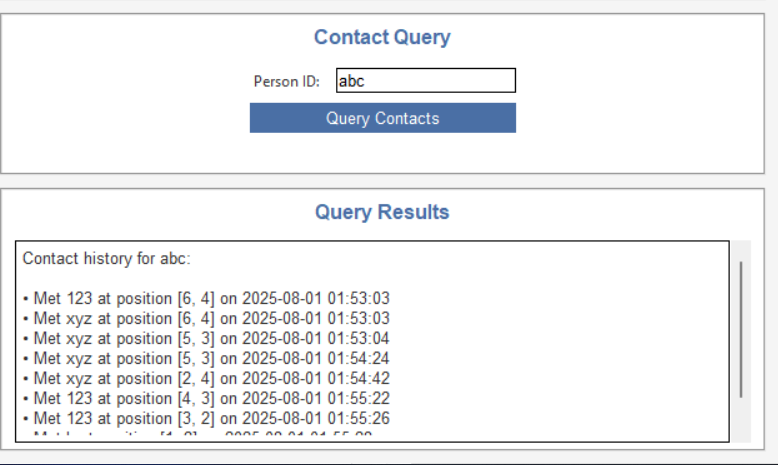 Contact Query
Person ID: abc
Query Contacts
Query Results
Contact history for abc:
• Met 123 at position [6, 4] on 2025-08-01 01:53:03
• Met xyz at position [6, 4] on 2025-08-01 01:53:03
• Met xyz at position [5, 3] on 2025-08-01 01:53:04
• Met xyz at position [5, 3] on 2025-08-01 01:54:24
• Met xyz at position [2, 4] on 2025-08-01 01:54:42
• Met 123 at position [4, 3] on 2025-08-01 01:55:22
• Met 123 at position [3, 2] on 2025-08-01 01:55:26